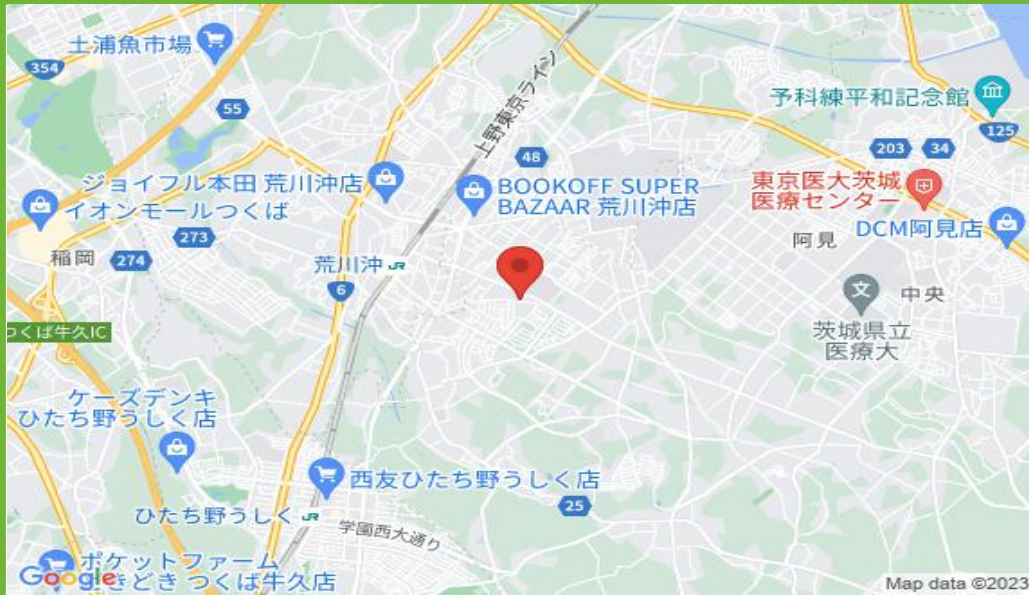 土浦魚市場
354
55
上野東京ライン
予科練平和記念館
125
48
203
34
ジョイフル本田 荒川沖店
イオンモールつくば
BOOKOFF SUPER
BAZAAR 荒川沖店
東京医大茨城
医療センター
DCM阿見店
273
稲岡
274
荒川沖 JR
阿見
6
中央
つくば牛久IC
茨城県立
医療大
ケーズデンキ
ひたち野うしく店
西友ひたち野うしく店
25
ひたち野うしく JR
学園西大通り
ポケットファーム
どきどき つくば牛久店
Google
Map data ©2023